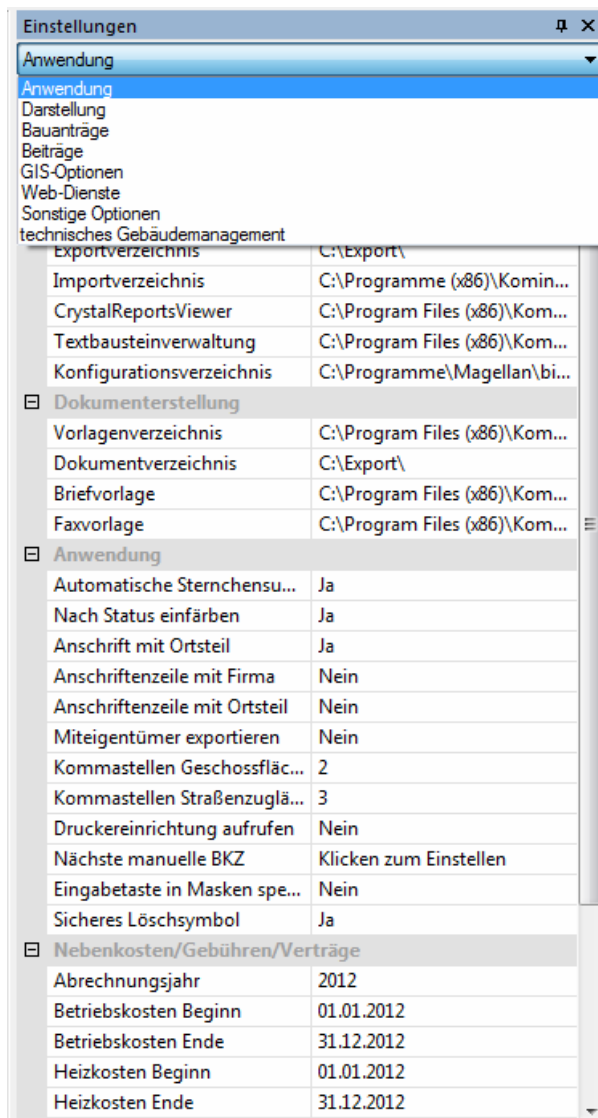 Einstellungen
Anwendung
Anwendung
Darstellung
Bauanträge
Beiträge
GIS-Optionen
Web-Dienste
Sonstige Optionen
technisches Gebäudemanagement
Exportverzeichnis C:\Export\
Importverzeichnis C:\Programme (x86)\Komin...
CrystalReportsViewer C:\Program Files (x86)\Kom...
Textbausteinverwaltung C:\Program Files (x86)\Kom...
Konfigurationsverzeichnis C:\Programme\Magellan\bi...
Dokumenterstellung
Vorlagenverzeichnis C:\Program Files (x86)\Kom...
Dokumentverzeichnis C:\Export\
Briefvorlage C:\Program Files (x86)\Kom...
Faxvorlage C:\Program Files (x86)\Kom...
Anwendung
Automatische Sternchensu... Ja
Nach Status einfärben Ja
Anschrift mit Ortsteil Ja
Anschriftenzeile mit Firma Nein
Anschriftenzeile mit Ortsteil Nein
Miteigentümer exportieren Nein
Kommastellen Geschossfläc... 2
Kommastellen Straßenzuglä... 3
Druckereinrichtung aufrufen Nein
Nächste manuelle BKZ Klicken zum Einstellen
Eingabetaste in Masken spe... Nein
Sicheres Löschsymbol Ja
Nebenkosten/Gebühren/Verträge
Abrechnungsjahr 2012
Betriebskosten Beginn 01.01.2012
Betriebskosten Ende 31.12.2012
Heizkosten Beginn 01.01.2012
Heizkosten Ende 31.12.2012